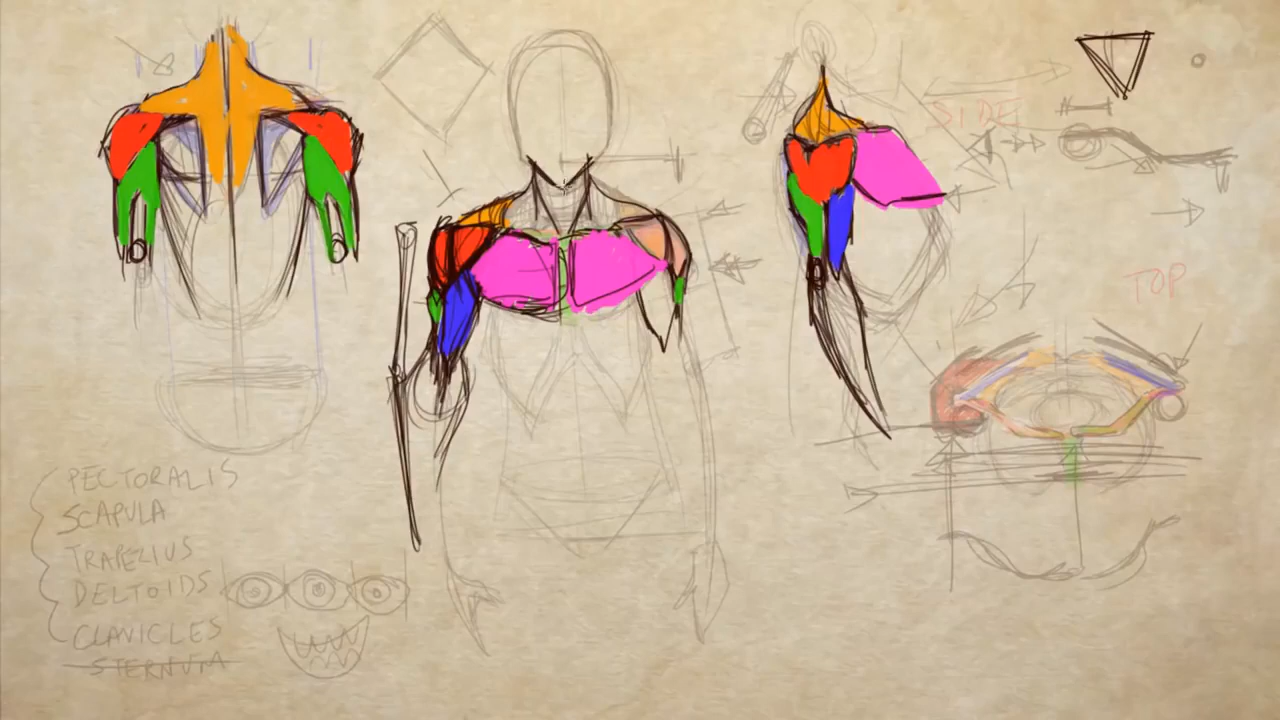 SIDE
TOP
PECTORALIS
SCAPULA
TRAPEZIUS
DELTOIDS
CLAVICLES
STERNUM